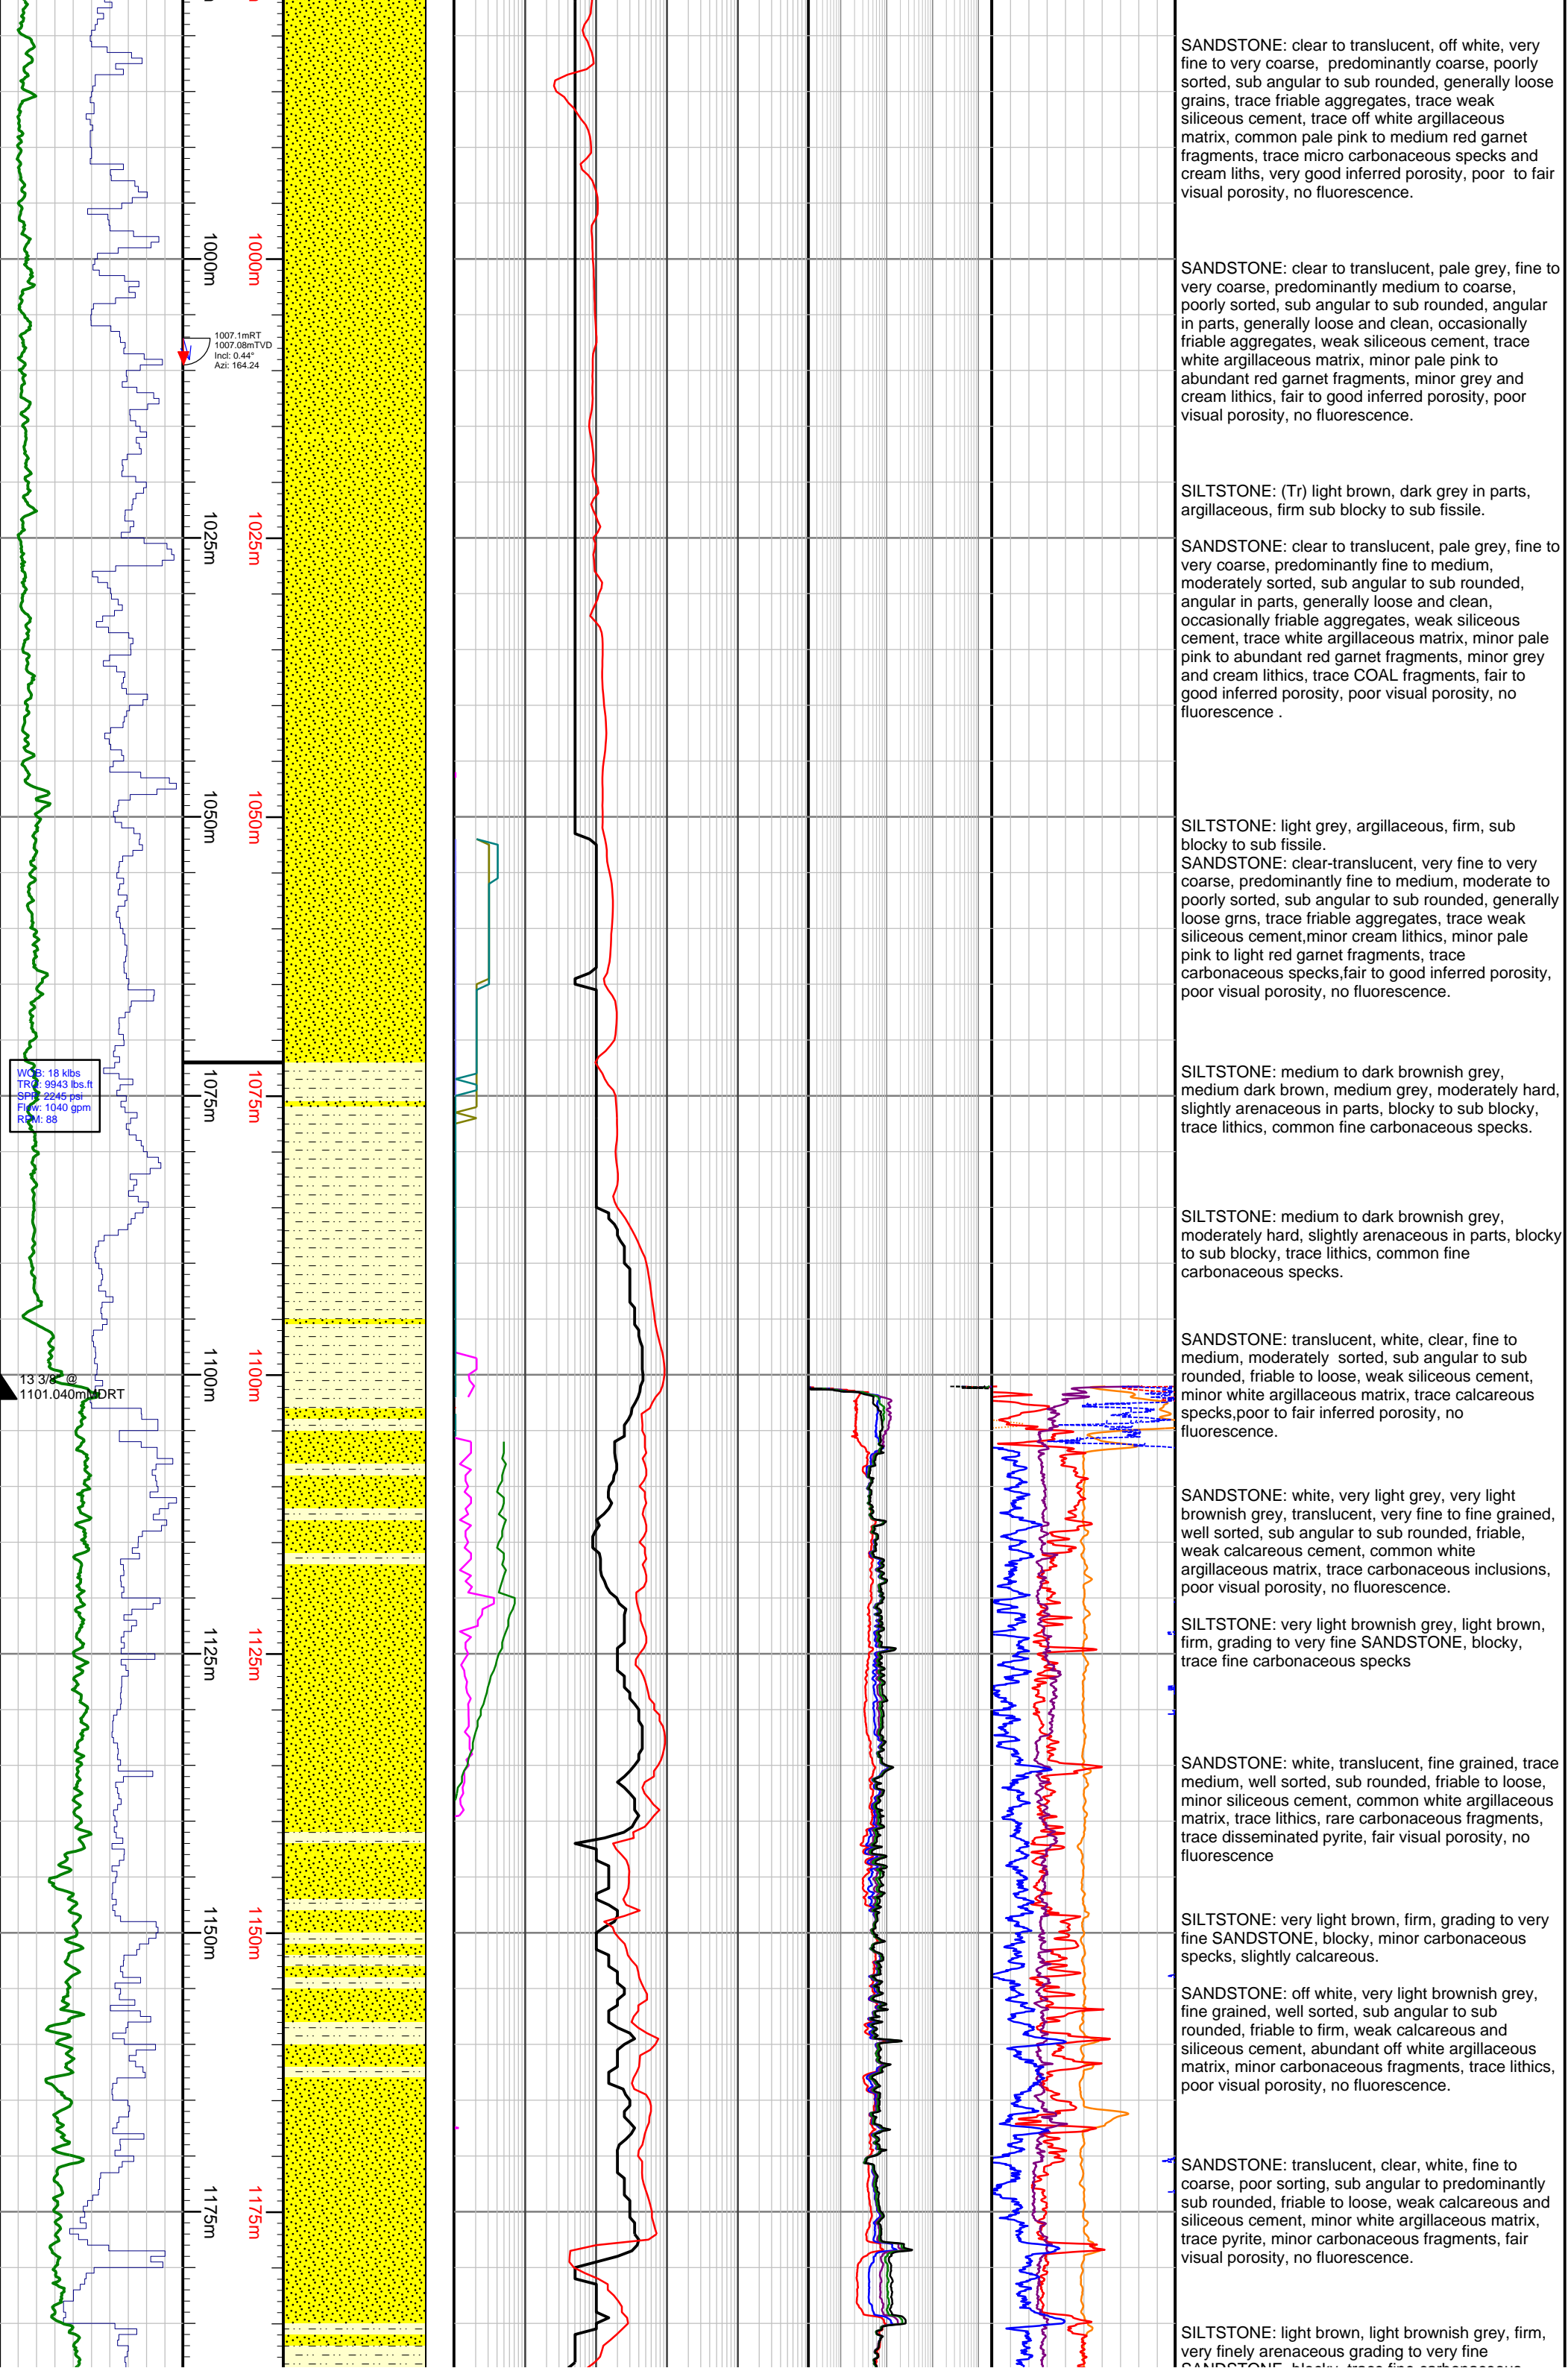 SANDSTONE: clear to translucent, off white, very
fine to very coarse, predominantly coarse, poorly
sorted, sub angular to sub rounded, generally loose
grains, trace friable aggregates, trace weak
siliceous cement, trace off white argillaceous
matrix, common pale pink to medium red garnet
fragments, trace micro carbonaceous specks and
cream liths, very good inferred porosity, poor to fair
visual porosity, no fluorescence.
1000m
1000m
SANDSTONE: clear to translucent, pale grey, fine to
very coarse, predominantly medium to coarse,
poorly sorted, sub angular to sub rounded, angular
in parts, generally loose and clean, occasionally
friable aggregates, weak siliceous cement, trace
white argillaceous matrix, minor pale pink to
abundant red garnet fragments, minor grey and
cream lithics, fair to good inferred porosity, poor
visual porosity, no fluorescence.
1007.1mRT
1007.08mTVD
Incl: 0.44°
Azi: 164.24
SILTSTONE: (Tr) light brown, dark grey in parts,
argillaceous, firm sub blocky to sub fissile.
1025m
1025m
SANDSTONE: clear to translucent, pale grey, fine to
very coarse, predominantly fine to medium,
moderately sorted, sub angular to sub rounded,
angular in parts, generally loose and clean,
occasionally friable aggregates, weak siliceous
cement, trace white argillaceous matrix, minor pale
pink to abundant red garnet fragments, minor grey
and cream lithics, trace COAL fragments, fair to
good inferred porosity, poor visual porosity, no
fluorescence .
1050m
1050m
SILTSTONE: light grey, argillaceous, firm, sub
blocky to sub fissile.
SANDSTONE: clear-translucent, very fine to very
coarse, predominantly fine to medium, moderate to
poorly sorted, sub angular to sub rounded, generally
loose grns, trace friable aggregates, trace weak
siliceous cement,minor cream lithics, minor pale
pink to light red garnet fragments, trace
carbonaceous specks,fair to good inferred porosity,
poor visual porosity, no fluorescence.
WOB: 18 klbs
TRQ: 9943 lbs.ft
SPP: 2245 psi
Flow: 1040 gpm
RPM: 88
1075m
1075m
SILTSTONE: medium to dark brownish grey,
medium dark brown, medium grey, moderately hard,
slightly arenaceous in parts, blocky to sub blocky,
trace lithics, common fine carbonaceous specks.
SILTSTONE: medium to dark brownish grey,
moderately hard, slightly arenaceous in parts, blocky
to sub blocky, trace lithics, common fine
carbonaceous specks.
13 3/8" @
1101.040mMDRT
1100m
1100m
SANDSTONE: translucent, white, clear, fine to
medium, moderately sorted, sub angular to sub
rounded, friable to loose, weak siliceous cement,
minor white argillaceous matrix, trace calcareous
specks,poor to fair inferred porosity, no
fluorescence.
SANDSTONE: white, very light grey, very light
brownish grey, translucent, very fine to fine grained,
well sorted, sub angular to sub rounded, friable,
weak calcareous cement, common white
argillaceous matrix, trace carbonaceous inclusions,
poor visual porosity, no fluorescence.
1125m
1125m
SILTSTONE: very light brownish grey, light brown,
firm, grading to very fine SANDSTONE, blocky,
trace fine carbonaceous specks
SANDSTONE: white, translucent, fine grained, trace
medium, well sorted, sub rounded, friable to loose,
minor siliceous cement, common white argillaceous
matrix, trace lithics, rare carbonaceous fragments,
trace disseminated pyrite, fair visual porosity, no
fluorescence
1150m
1150m
SILTSTONE: very light brown, firm, grading to very
fine SANDSTONE, blocky, minor carbonaceous
specks, slightly calcareous.
SANDSTONE: off white, very light brownish grey,
fine grained, well sorted, sub angular to sub
rounded, friable to firm, weak calcareous and
siliceous cement, abundant off white argillaceous
matrix, minor carbonaceous fragments, trace lithics,
poor visual porosity, no fluorescence.
1175m
1175m
SANDSTONE: translucent, clear, white, fine to
coarse, poor sorting, sub angular to predominantly
sub rounded, friable to loose, weak calcareous and
siliceous cement, minor white argillaceous matrix,
trace pyrite, minor carbonaceous fragments, fair
visual porosity, no fluorescence.
SILTSTONE: light brown, light brownish grey, firm,
very finely arenaceous grading to very fine